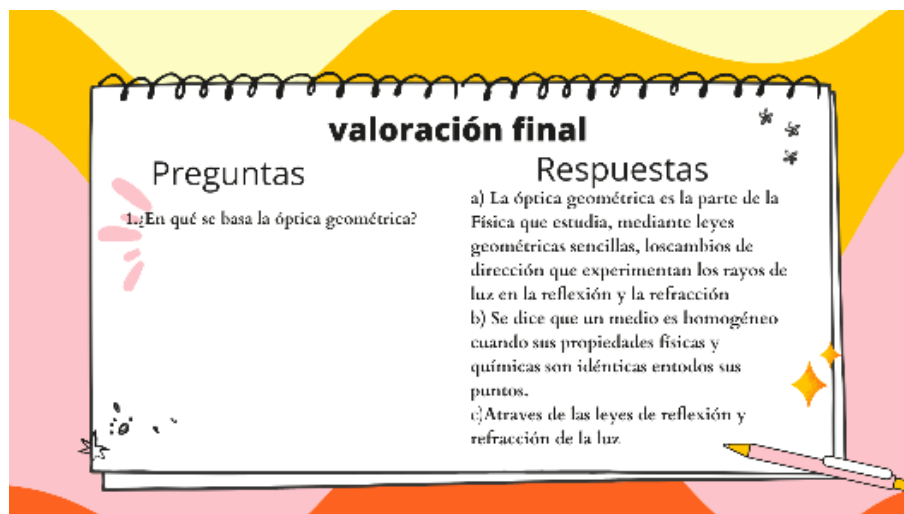 valoración final
Preguntas
1.¿En qué se basa la óptica geométrica?
Respuestas
a) La óptica geométrica es la parte de la
Física que estudia, mediante leyes
geométricas sencillas, loscambios de
dirección que experimentan los rayos de
luz en la reflexión y la refracción
b) Se dice que un medio es homogéneo
cuando sus propiedades físicas y
químicas son idénticas entodos sus
puntos.
c)Atraves de las leyes de reflexión y
refracción de la luz